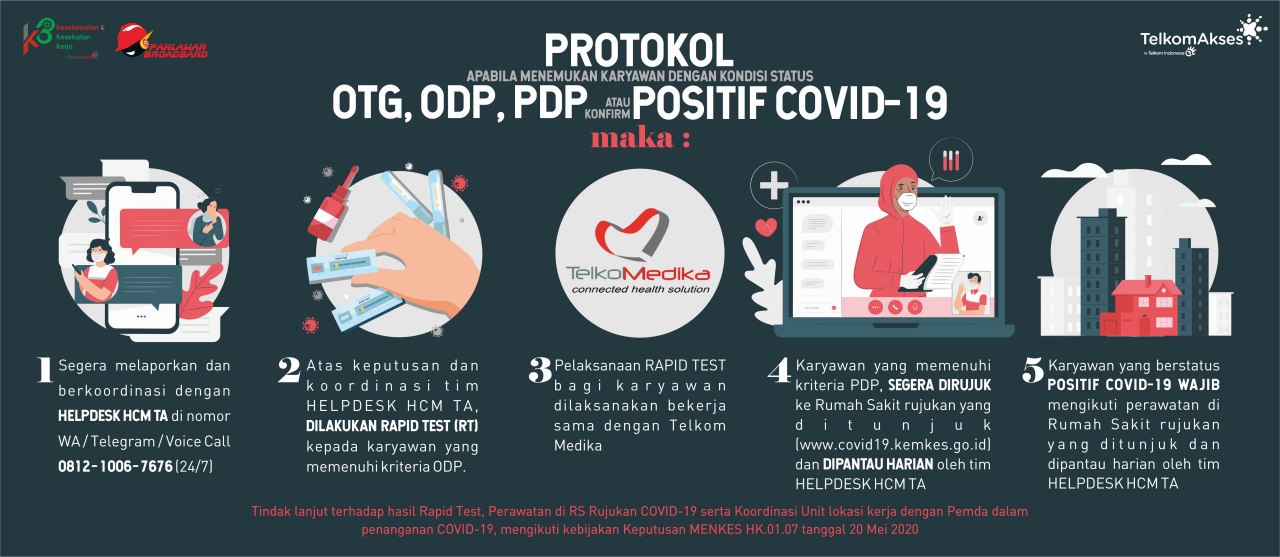 K3 Keselamatan &
Kesehatan
Kerja
by TelkomAkses
PAHLAWAN
BROADBAND
TelkomAkses
by Telkom Indonesia
PROTOKOL
APABILA MENEMUKAN KARYAWAN DENGAN KONDISI STATUS
OTG, ODP, PDP ATAU KONFIRM POSITIF COVID-19
maka :
TelkoMedika
connected health solution
1 Segera melaporkan dan
berkoordinasi dengan
HELPDESK HCM TA di nomor
WA / Telegram / Voice Call
0812 - 1006 - 7676 (24/7)
2 Atas keputusan dan
koordinasi tim
HELPDESK HCM TA,
DILAKUKAN RAPID TEST (RT)
kepada karyawan yang
memenuhi kriteria ODP.
3 Pelaksanaan RAPID TEST
bagi karyawan
dilaksanakan bekerja
sama dengan Telkom
Medika
4 Karyawan yang memenuhi
kriteria PDP, SEGERA DIRUJUK
ke Rumah Sakit rujukan yang
ditunjuk
(www.covid19.kemkes.go.id)
dan DIPANTAU HARIAN oleh tim
HELPDESK HCM TA
5 Karyawan yang berstatus
POSITIF COVID-19 WAJIB
mengikuti perawatan di
Rumah Sakit rujukan
yang ditunjuk dan
dipantau harian oleh tim
HELPDESK HCM TA
Tindak lanjut terhadap hasil Rapid Test, Perawatan di RS Rujukan COVID-19 serta Koordinasi Unit lokasi kerja dengan Pemda dalam
penanganan COVID-19, mengikuti kebijakan Keputusan MENKES HK.01.07 tanggal 20 Mei 2020